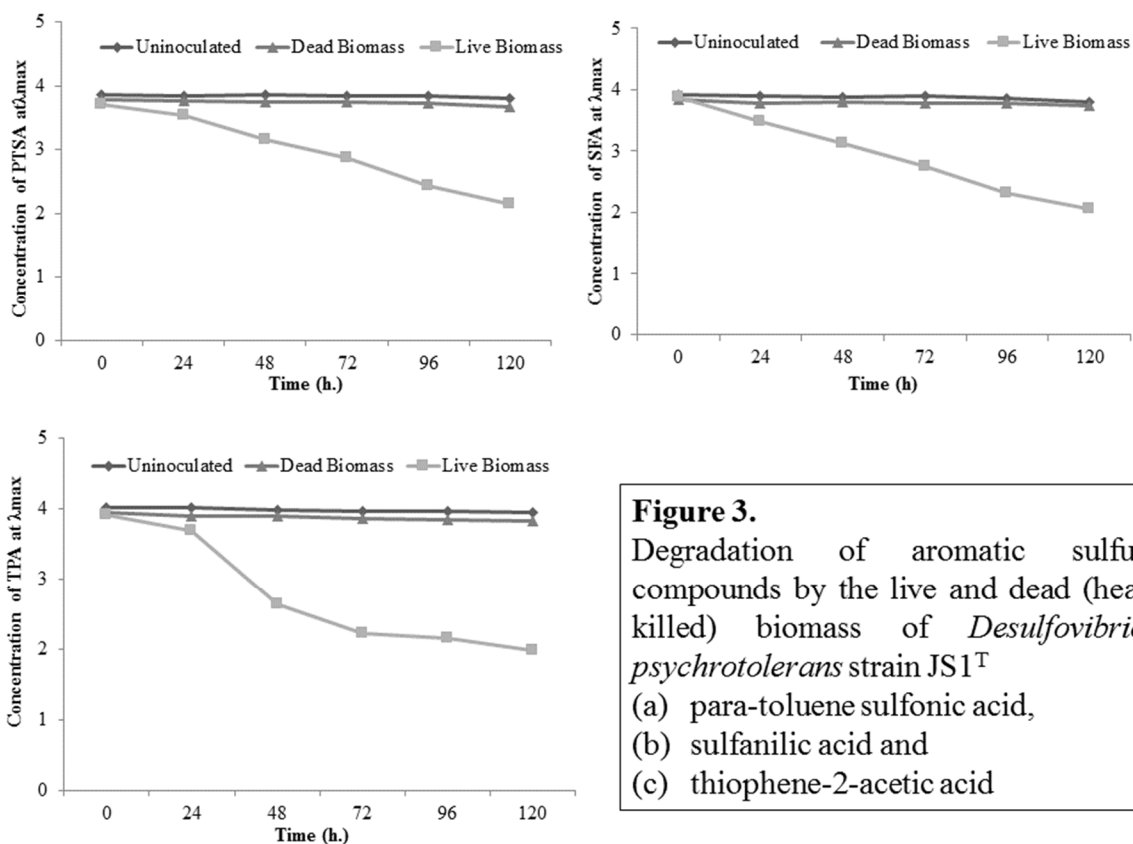 5
4
3
2
1
0
Concentration of PTSA atλmax
Uninoculated Dead Biomass Live Biomass
0 24 48 72 96 120
Time (h.)
5
4
3
2
1
0
Concentration of SFA at λmax
Uninoculated Dead Biomass Live Biomass
0 24 48 72 96 120
Time (h)
5
4
3
2
1
0
Concentration of TPA at λmax
Uninoculated Dead Biomass Live Biomass
0 24 48 72 96 120
Time (h.)
Figure 3.
Degradation of aromatic sulfu
compounds by the live and dead (hea
killed) biomass of Desulfovibri
psychrotolerans strain JS1ᵀ
(a) para-toluene sulfonic acid,
(b) sulfanilic acid and
(c) thiophene-2-acetic acid